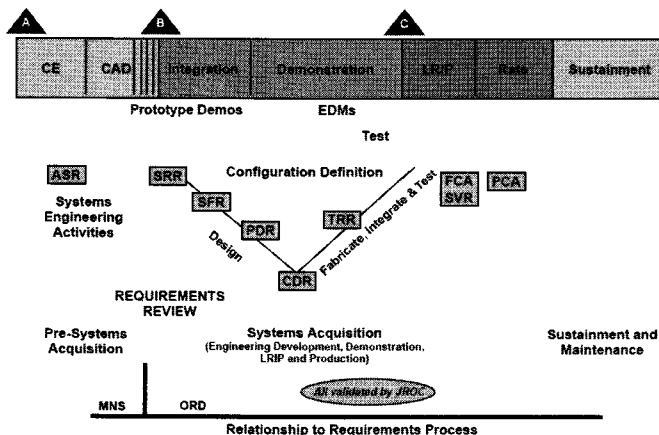 A
B
C
CE
CAD
Integration
Demonstration
LRIP
Rate
Sustainment
Prototype Demos
EDMs
Test
Configuration Definition
ASR
SRR
SFR
PDR
CDR
TRR
FCA
SVR
PCA
Systems
Engineering
Activities
Design
Fabricate, Integrate & Test
REQUIREMENTS
REVIEW
Pre-Systems
Acquisition
Systems Acquisition
(Engineering Development, Demonstration,
LRIP and Production)
Sustainment and
Maintenance
All validated by JROC
MNS
ORD
Relationship to Requirements Process